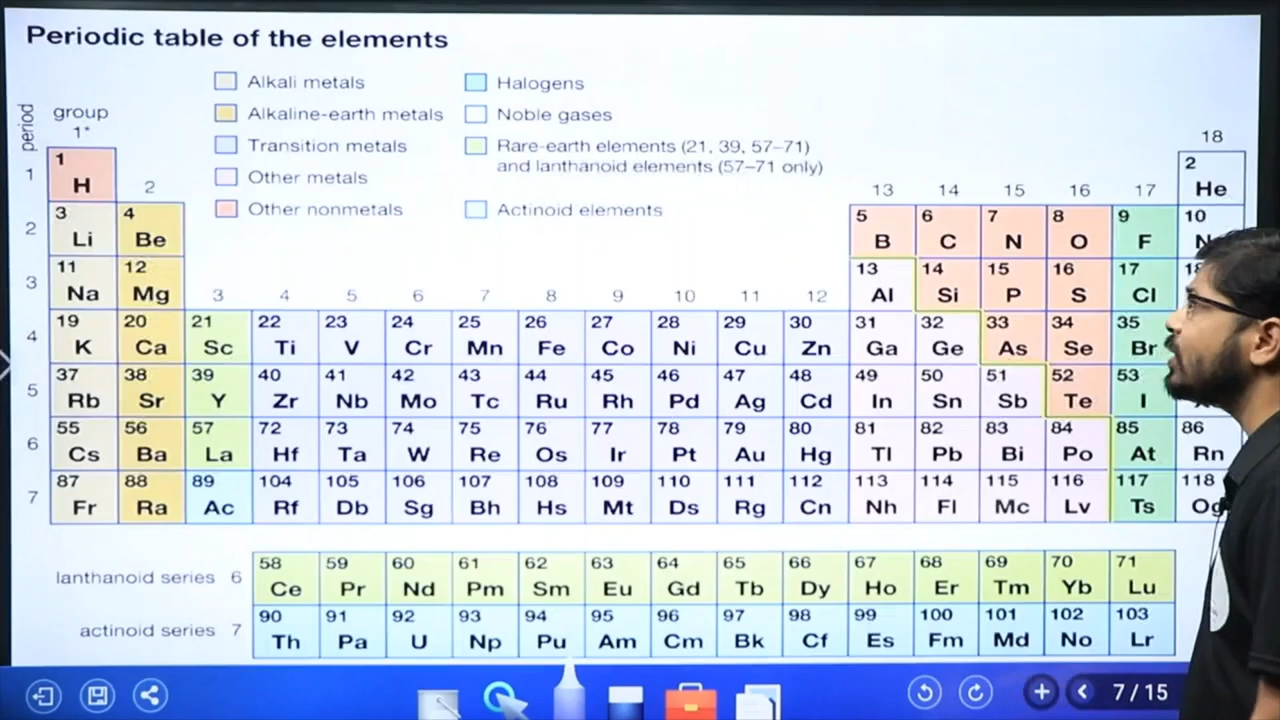 Periodic table of the elements
Alkali metals
Alkaline-earth metals
Transition metals
Other metals
Other nonmetals
Halogens
Noble gases
Rare-earth elements (21, 39, 57–71)
and lanthanoid elements (57–71 only)
Actinoid elements
period
group
1* 2 3 4 5 6 7 8 9 10 11 12 13 14 15 16 17 18
1 1 H 2 He
2 3 Li 4 Be 5 B 6 C 7 N 8 O 9 F 10
3 11 Na 12 Mg 13 Al 14 Si 15 P 16 S 17 Cl
4 19 K 20 Ca 21 Sc 22 Ti 23 V 24 Cr 25 Mn 26 Fe 27 Co 28 Ni 29 Cu 30 Zn 31 Ga 32 Ge 33 As 34 Se 35 Br
5 37 Rb 38 Sr 39 Y 40 Zr 41 Nb 42 Mo 43 Tc 44 Ru 45 Rh 46 Pd 47 Ag 48 Cd 49 In 50 Sn 51 Sb 52 Te 53 I
6 55 Cs 56 Ba 57 La 72 Hf 73 Ta 74 W 75 Re 76 Os 77 Ir 78 Pt 79 Au 80 Hg 81 Tl 82 Pb 83 Bi 84 Po 85 At 86 Rn
7 87 Fr 88 Ra 89 Ac 104 Rf 105 Db 106 Sg 107 Bh 108 Hs 109 Mt 110 Ds 111 Rg 112 Cn 113 Nh 114 Fl 115 Mc 116 Lv 117 Ts 118 Og
lanthanoid series 6 58 Ce 59 Pr 60 Nd 61 Pm 62 Sm 63 Eu 64 Gd 65 Tb 66 Dy 67 Ho 68 Er 69 Tm 70 Yb 71 Lu
actinoid series 7 90 Th 91 Pa 92 U 93 Np 94 Pu 95 Am 96 Cm 97 Bk 98 Cf 99 Es 100 Fm 101 Md 102 No 103 Lr
7 / 15